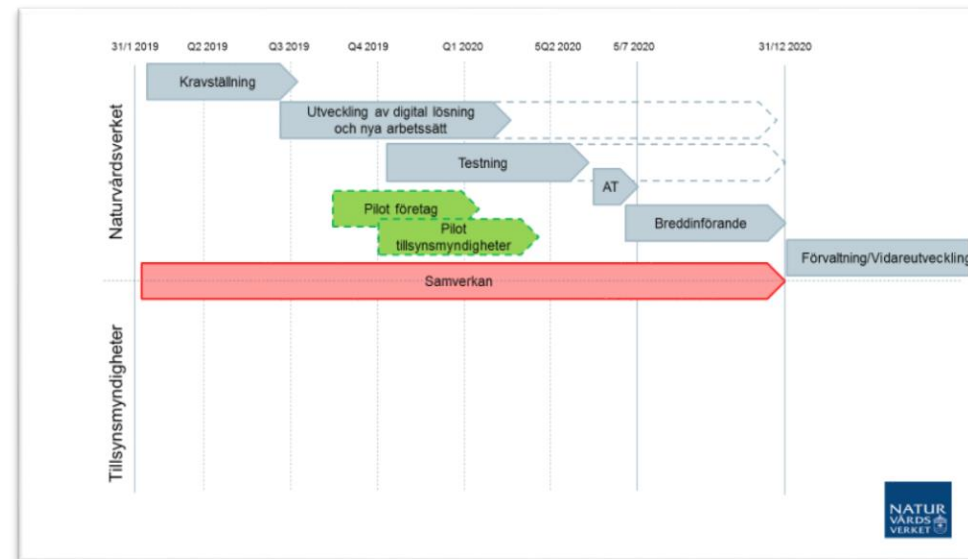 31/1 2019 Q2 2019 Q3 2019 Q4 2019 Q1 2020 5Q2 2020 5/7 2020 31/12 2020
Naturvårdsverket
Kravställning
Utveckling av digital lösning
och nya arbetssätt
Testning
AT
Pilot företag
Pilot
tillsynsmyndigheter
Breddinförande
Förvaltning/Vidareutveckling
Samverkan
Tillsynsmyndigheter
NATUR
VÅRDS
VERKET